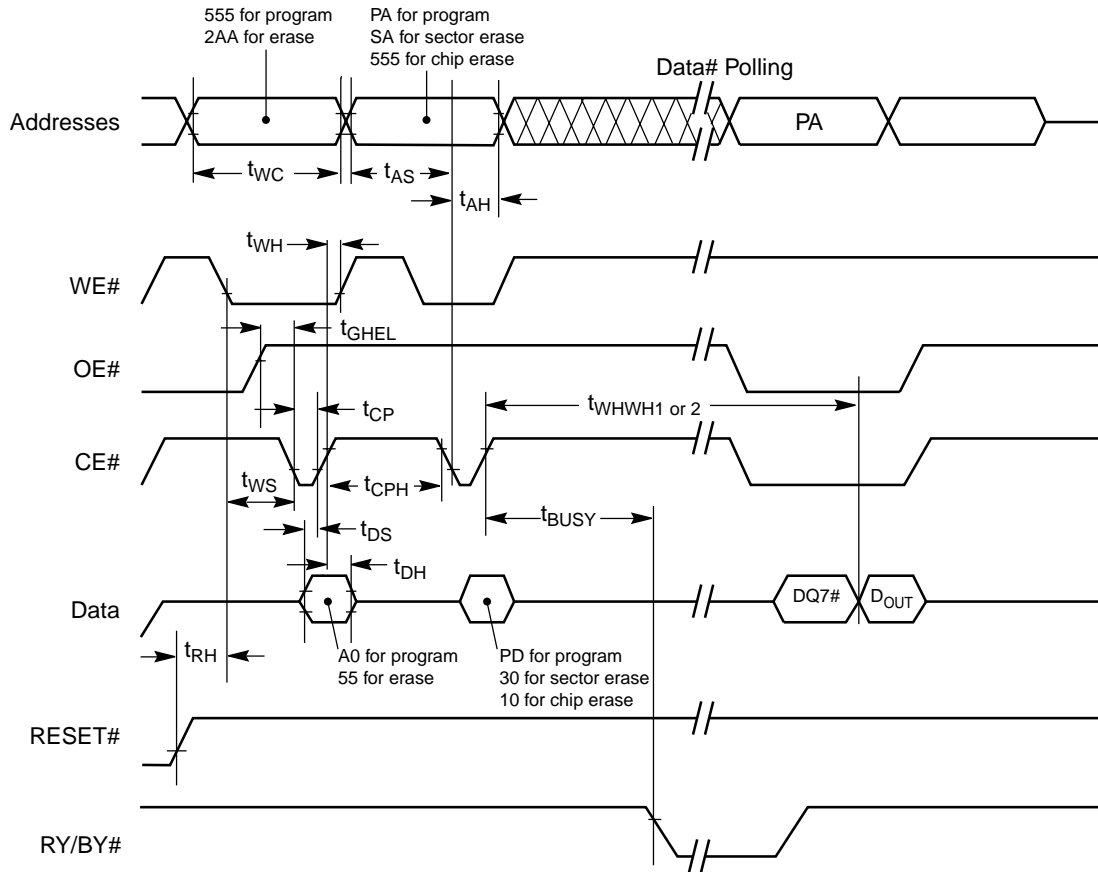 555 for program
2AA for erase
PA for program
SA for sector erase
555 for chip erase
Data# Polling
Addresses
PA
tWC
tAS
tAH
tWH
WE#
tGHEL
OE#
tWHWH1 or 2
tCP
CE#
tWS
tCPH
tBUSY
tDS
tDH
Data
DQ7#
DOUT
tRH
A0 for program
55 for erase
PD for program
30 for sector erase
10 for chip erase
RESET#
RY/BY#